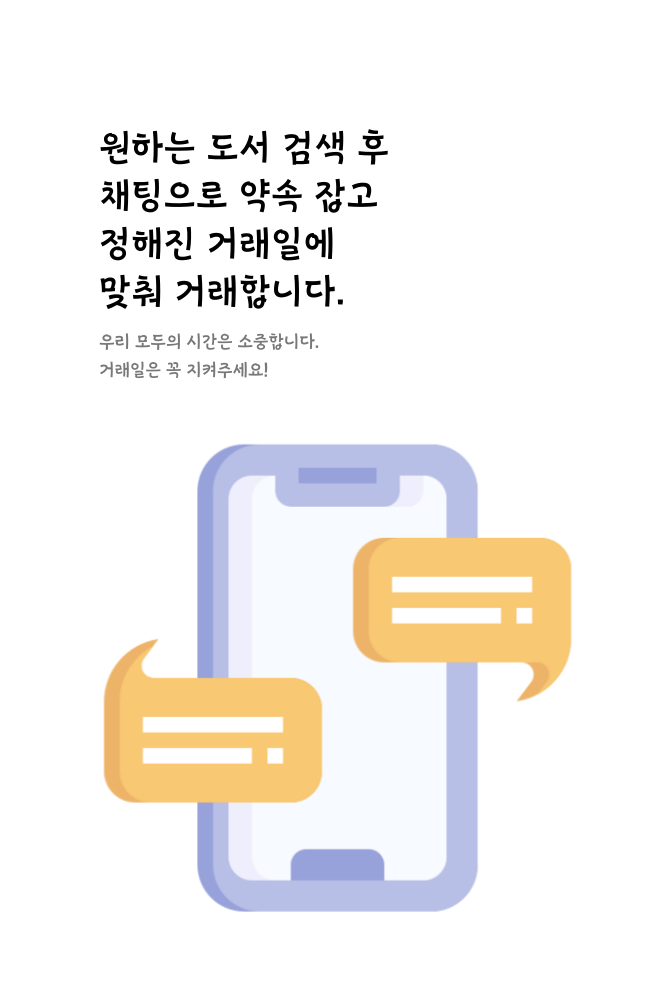 원하는 도서 검색 후
채팅으로 약속 잡고
정해진 거래일에
맞춰 거래합니다.
우리 모두의 시간은 소중합니다.
거래일은 꼭 지켜주세요!